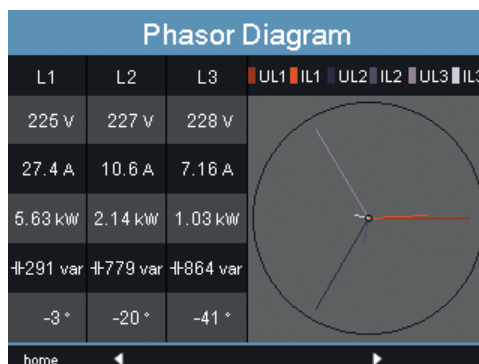 Phasor Diagram
L1 L2 L3 UL1 IL1 UL2 IL2 UL3 IL3
225 V 227 V 228 V
27.4 A 10.6 A 7.16 A
5.63 kW 2.14 kW 1.03 kW
⊣⊢291 var ⊣⊢779 var ⊣⊢864 var
-3 ° -20 ° -41 °
home